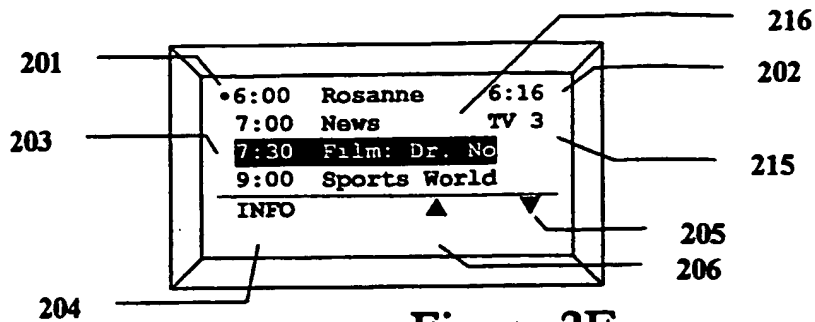 216
201
202
•6:00 Rosanne 6:16
7:00 News TV 3
203
7:30 Film: Dr. No
215
9:00 Sports World
INFO ▲ ▼
205
206
204